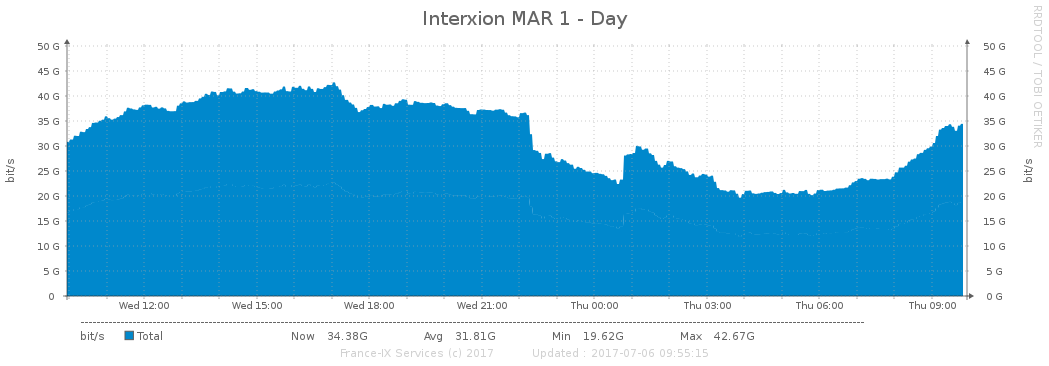 Interxion MAR 1 - Day
RRDTOOL / TOBI OETIKER
50 G 50 G
45 G 45 G
40 G 40 G
35 G 35 G
30 G 30 G
25 G 25 G
20 G 20 G
15 G 15 G
10 G 10 G
5 G 5 G
0 0 G
bit/s bit/s
Wed 12:00 Wed 15:00 Wed 18:00 Wed 21:00 Thu 00:00 Thu 03:00 Thu 06:00 Thu 09:00
bit/s Total Now 34.38G Avg 31.81G Min 19.62G Max 42.67G
France-IX Services (c) 2017 Updated : 2017-07-06 09:55:15